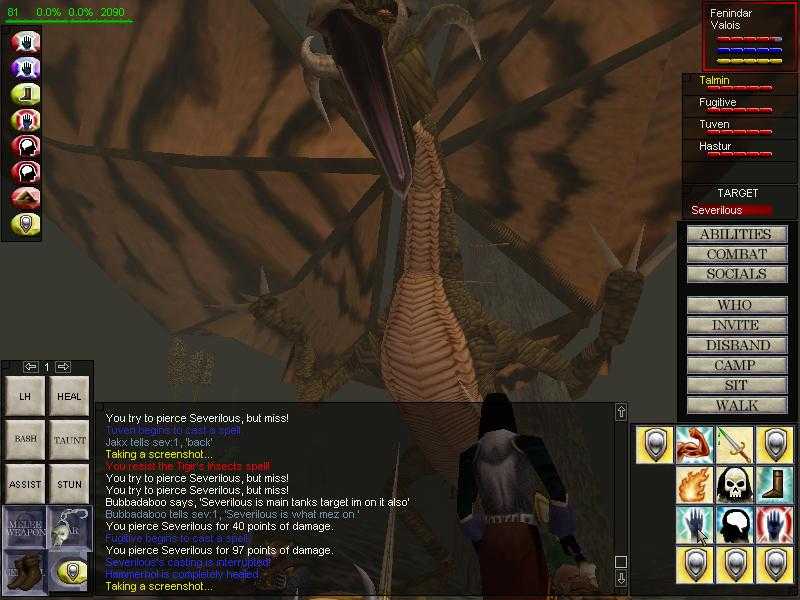 81 0.0% 0.0% 2090
Fenindar
Valois
Talmin
Fugitive
Tuven
Hastur
TARGET
Severilous
ABILITIES
COMBAT
SOCIALS
WHO
INVITE
DISBAND
CAMP
SIT
WALK
1
LH HEAL
BASH TAUNT
ASSIST STUN
MELEE
WEAPON
You try to pierce Severilous, but miss!
Tuven begins to cast a spell.
Jakx tells sev:1, 'back'
Taking a screenshot...
You resist the Tigir's Insects spell!
You try to pierce Severilous, but miss!
You try to pierce Severilous, but miss!
Bubbadaboo says, 'Severilous is main tanks target im on it also'
Bubbadaboo tells sev:1, 'Severilous is what mez on '
You pierce Severilous for 40 points of damage.
Fugitive begins to cast a spell.
You pierce Severilous for 97 points of damage.
Severilous's casting is interrupted!
Hammerhol is completely healed.
Taking a screenshot...